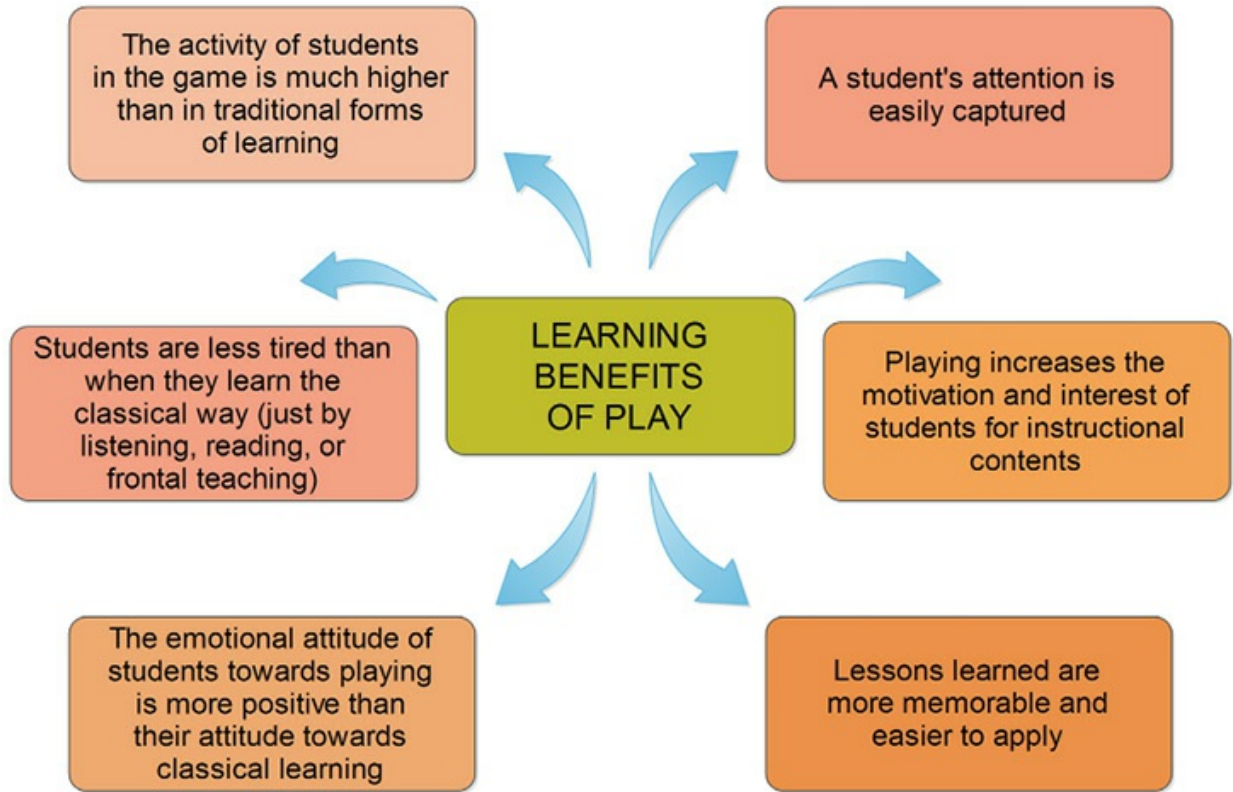 The activity of students
in the game is much higher
than in traditional forms
of learning
A student's attention is
easily captured
Students are less tired than
when they learn the
classical way (just by
listening, reading, or
frontal teaching)
LEARNING
BENEFITS
OF PLAY
Playing increases the
motivation and interest of
students for instructional
contents
The emotional attitude of
students towards playing
is more positive than
their attitude towards
classical learning
Lessons learned are
more memorable and
easier to apply